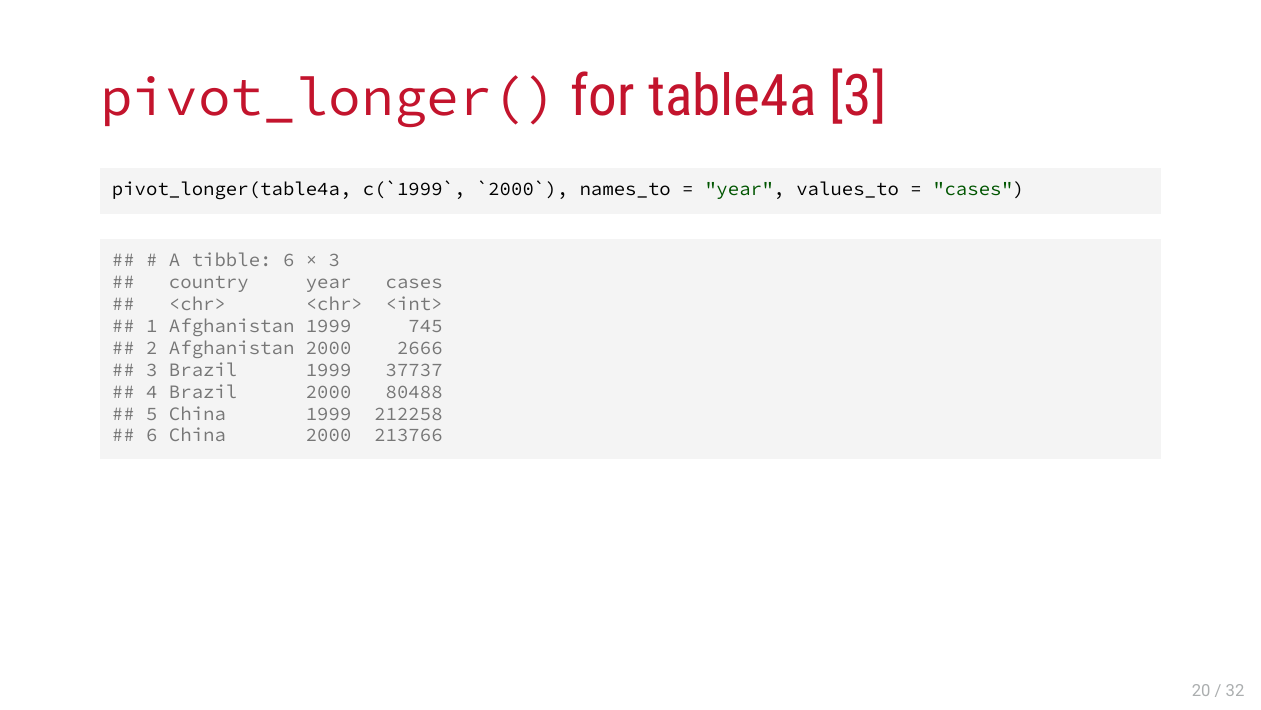 pivot_longer() for table4a [3]
pivot_longer(table4a, c(`1999`, `2000`), names_to = "year", values_to = "cases")
## # A tibble: 6 × 3
##   country     year   cases
##   <chr>       <chr>  <int>
## 1 Afghanistan 1999     745
## 2 Afghanistan 2000    2666
## 3 Brazil      1999   37737
## 4 Brazil      2000   80488
## 5 China       1999  212258
## 6 China       2000  213766
20 / 32